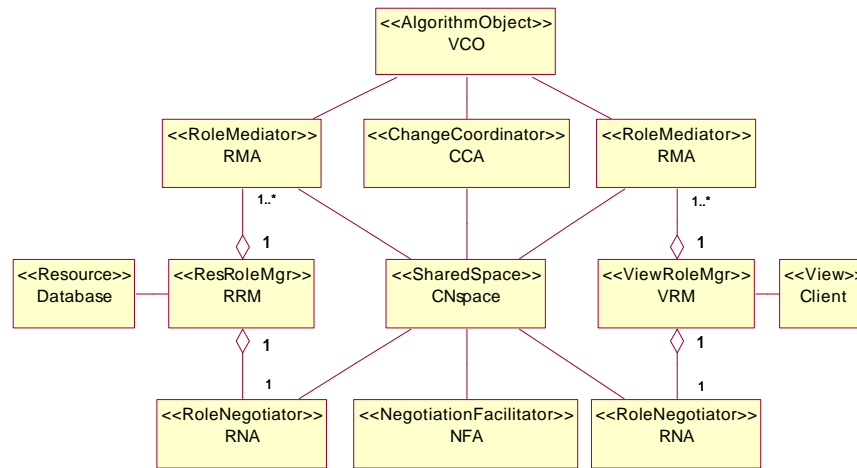 <<AlgorithmObject>>
VCO
<<RoleMediator>>
RMA
<<ChangeCoordinator>>
CCA
<<RoleMediator>>
RMA
1..*
1..*
1
1
<<Resource>>
Database
<<ResRoleMgr>>
RRM
<<SharedSpace>>
CNspace
<<ViewRoleMgr>>
VRM
<<View>>
Client
1
1
1
1
<<RoleNegotiator>>
RNA
<<NegotiationFacilitator>>
NFA
<<RoleNegotiator>>
RNA